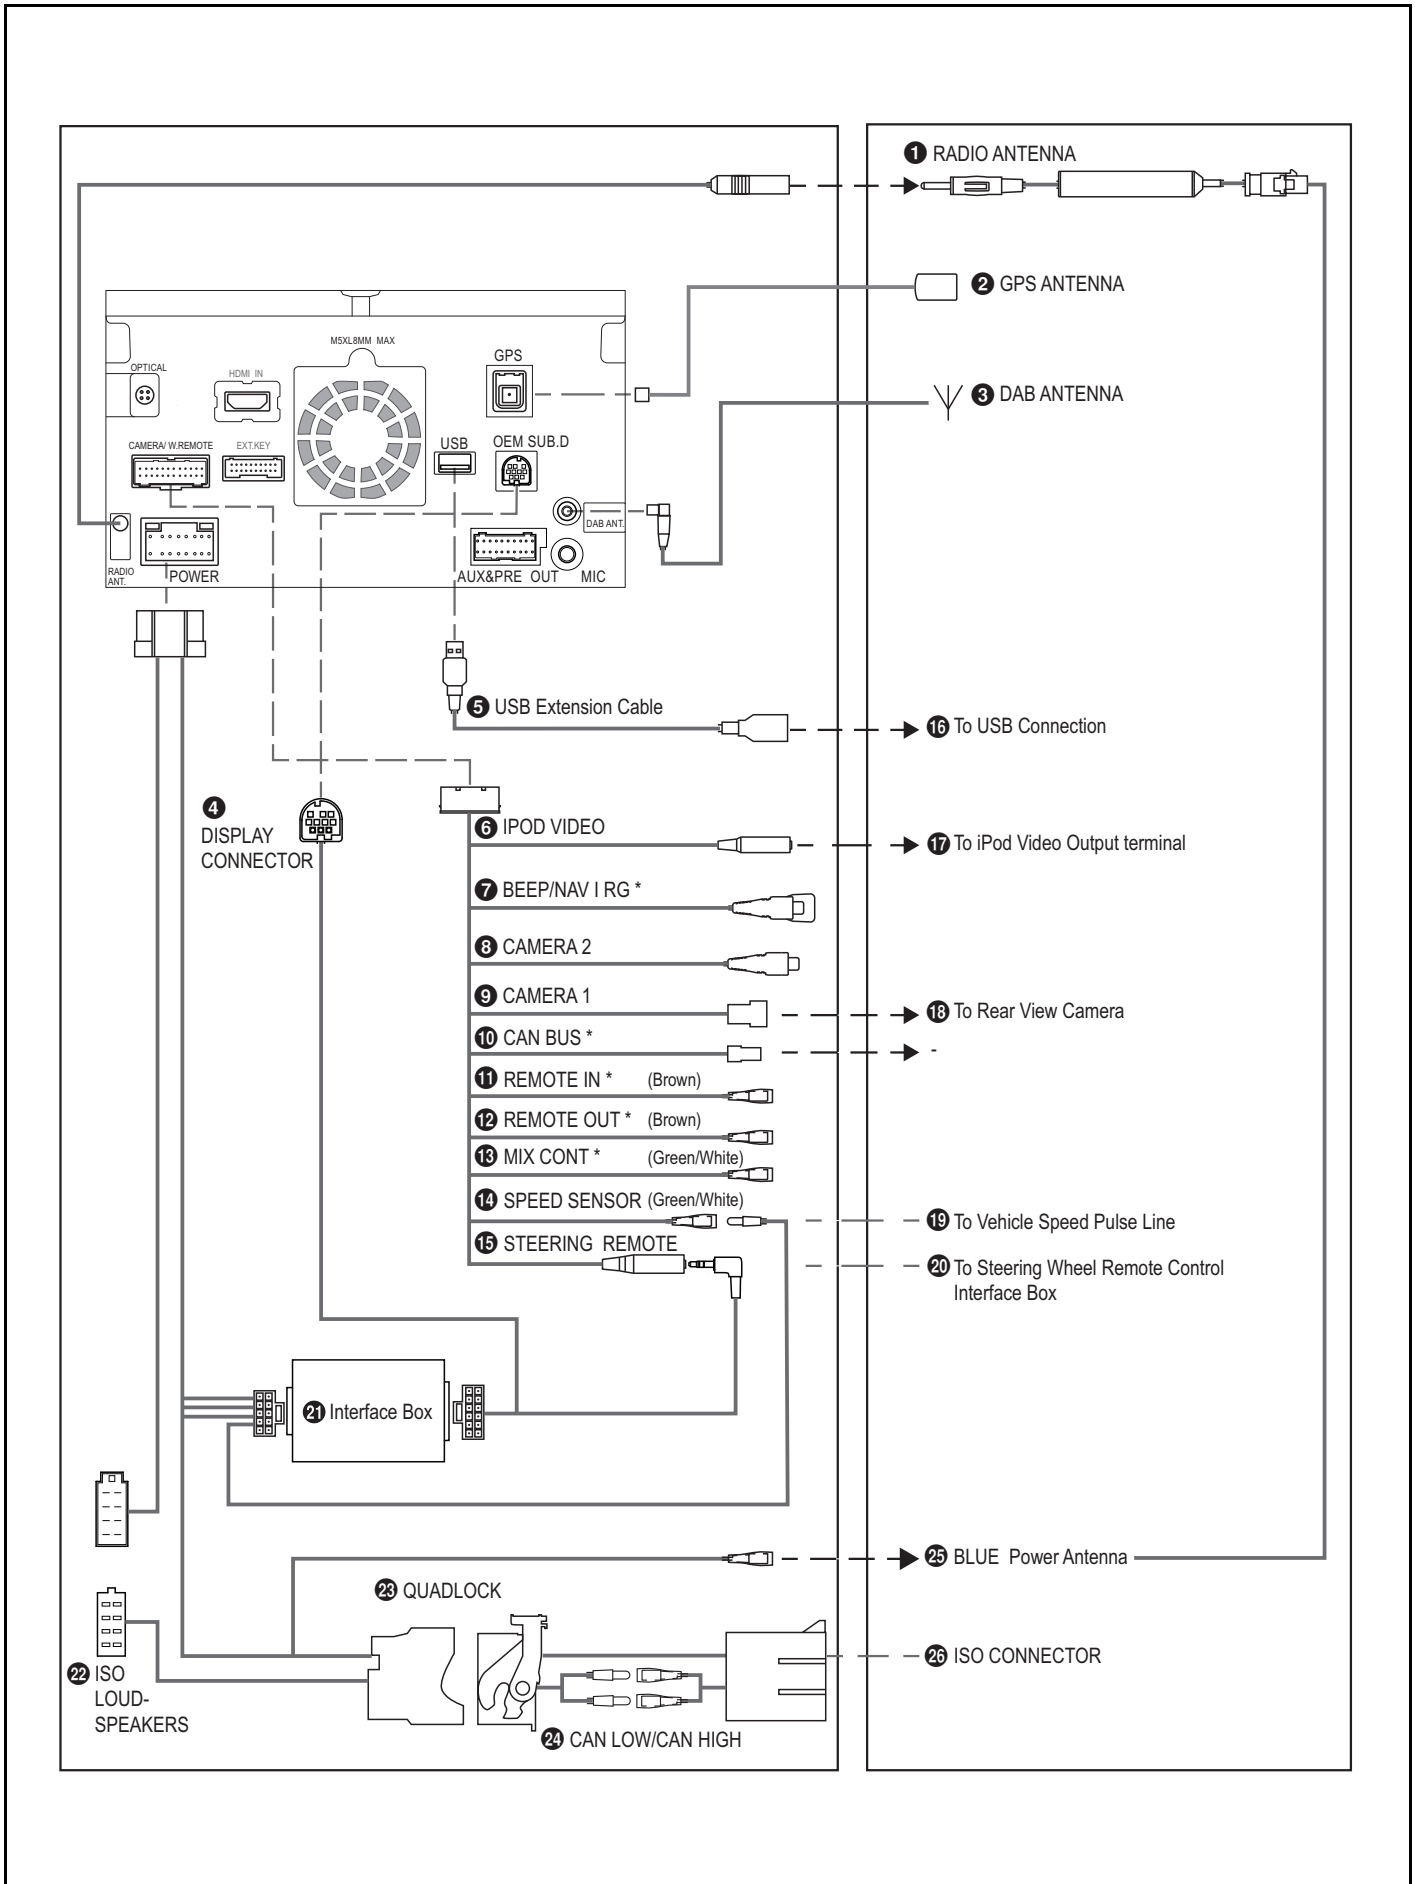 1 RADIO ANTENNA
2 GPS ANTENNA
M5XL8MM MAX
GPS
OPTICAL
HDMI IN
3 DAB ANTENNA
CAMERA/ W.REMOTE
EXT.KEY
USB
OEM SUB.D
DAB ANT.
RADIO
ANT.
POWER
AUX&PRE OUT
MIC
5 USB Extension Cable
16 To USB Connection
4
DISPLAY
CONNECTOR
6 IPOD VIDEO
17 To iPod Video Output terminal
7 BEEP/NAV I RG *
8 CAMERA 2
9 CAMERA 1
18 To Rear View Camera
10 CAN BUS *
-
11 REMOTE IN * (Brown)
12 REMOTE OUT * (Brown)
13 MIX CONT * (Green/White)
14 SPEED SENSOR (Green/White)
19 To Vehicle Speed Pulse Line
15 STEERING REMOTE
20 To Steering Wheel Remote Control
Interface Box
21 Interface Box
25 BLUE Power Antenna
23 QUADLOCK
22 ISO
LOUD-
SPEAKERS
26 ISO CONNECTOR
24 CAN LOW/CAN HIGH